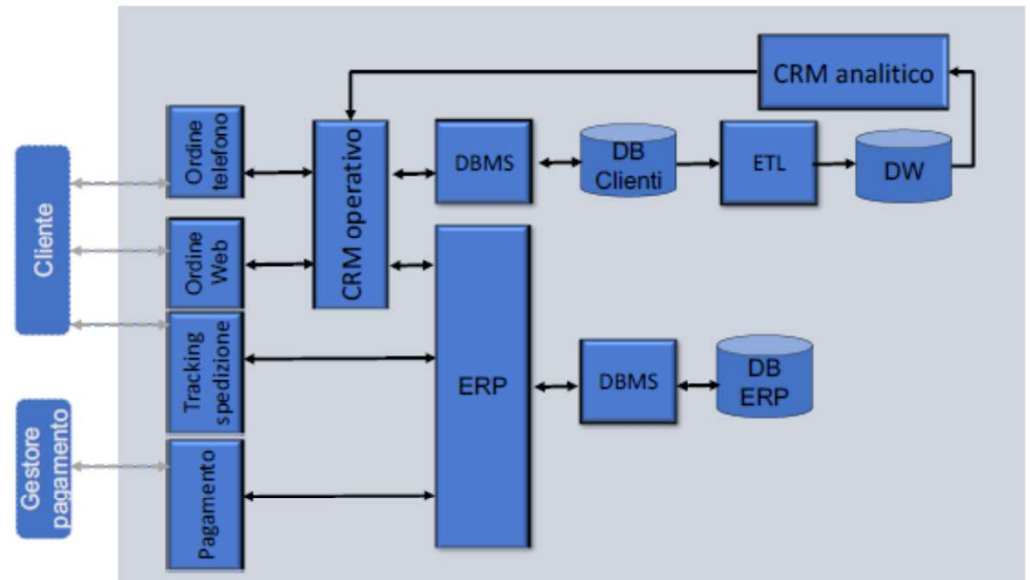 Cliente
Gestore
pagamento
Ordine
telefono
Ordine
Web
Tracking
spedizione
Pagamento
CRM operativo
DBMS
DB
Clienti
ETL
DW
CRM analitico
ERP
DBMS
DB
ERP